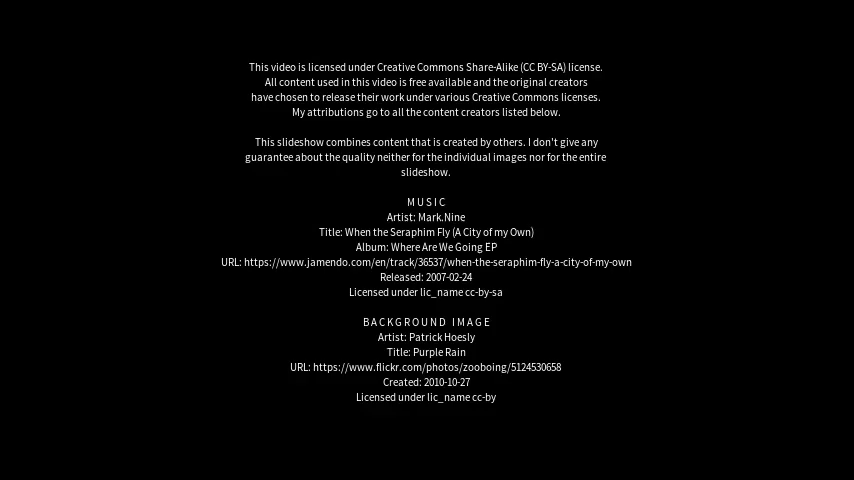 This video is licensed under Creative Commons Share-Alike (CC BY-SA) license.
All content used in this video is free available and the original creators
have chosen to release their work under various Creative Commons licenses.
My attributions go to all the content creators listed below.
This slideshow combines content that is created by others. I don't give any
guarantee about the quality neither for the individual images nor for the entire
slideshow.
M U S I C
Artist: Mark.Nine
Title: When the Seraphim Fly (A City of my Own)
Album: Where Are We Going EP
URL: https://www.jamendo.com/en/track/36537/when-the-seraphim-fly-a-city-of-my-own
Released: 2007-02-24
Licensed under lic_name cc-by-sa
B A C K G R O U N D   I M A G E
Artist: Patrick Hoesly
Title: Purple Rain
URL: https://www.flickr.com/photos/zooboing/5124530658
Created: 2010-10-27
Licensed under lic_name cc-by